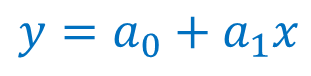 y = a₀ + a₁x